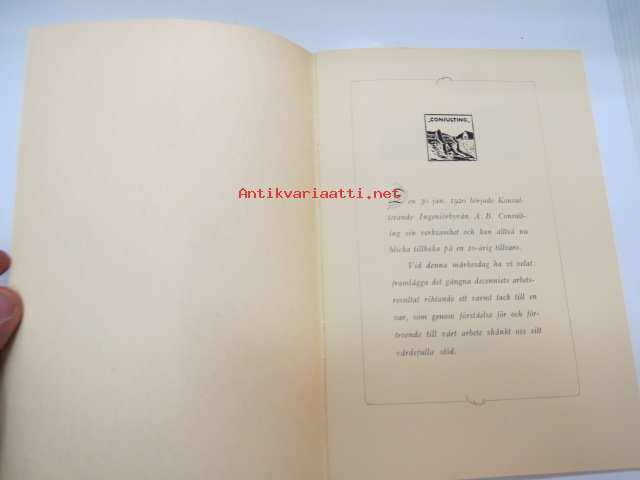 "CONSULTING"
Antikvariaatti.net
Den 30 jan. 1920 började Konsul-
terande Ingeniörbyrån A. B. Consult-
ing sin verksamhet och kan alltså nu
blicka tillbaka på en 20-årig tillvaro.
Vid denna märkesdag ha vi velat
framlägga det gångna decenniets arbets-
resultat riktande ett varmt tack till en
var, som genom förståelse för och för-
troende till vårt arbete skänkt oss sitt
värdefulla stöd.